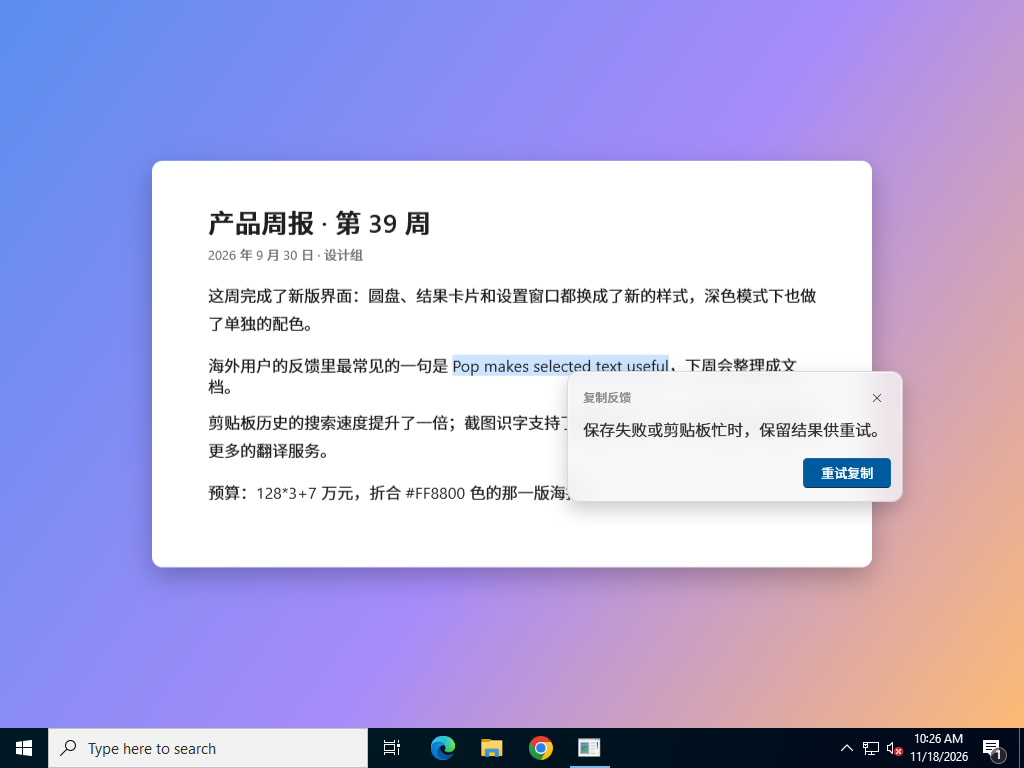 产品周报 · 第 39 周
2026 年 9 月 30 日 · 设计组
这周完成了新版界面：圆盘、结果卡片和设置窗口都换成了新的样式，深色模式下也做
了单独的配色。
海外用户的反馈里最常见的一句是 Pop makes selected text useful，下周会整理成文
档。
剪贴板历史的搜索速度提升了一倍；截图识字支持了
更多的翻译服务。
预算：128*3+7 万元，折合 #FF8800 色的那一版海
复制反馈
保存失败或剪贴板忙时，保留结果供重试。
重试复制
Type here to search
10:26 AM
11/18/2026
1